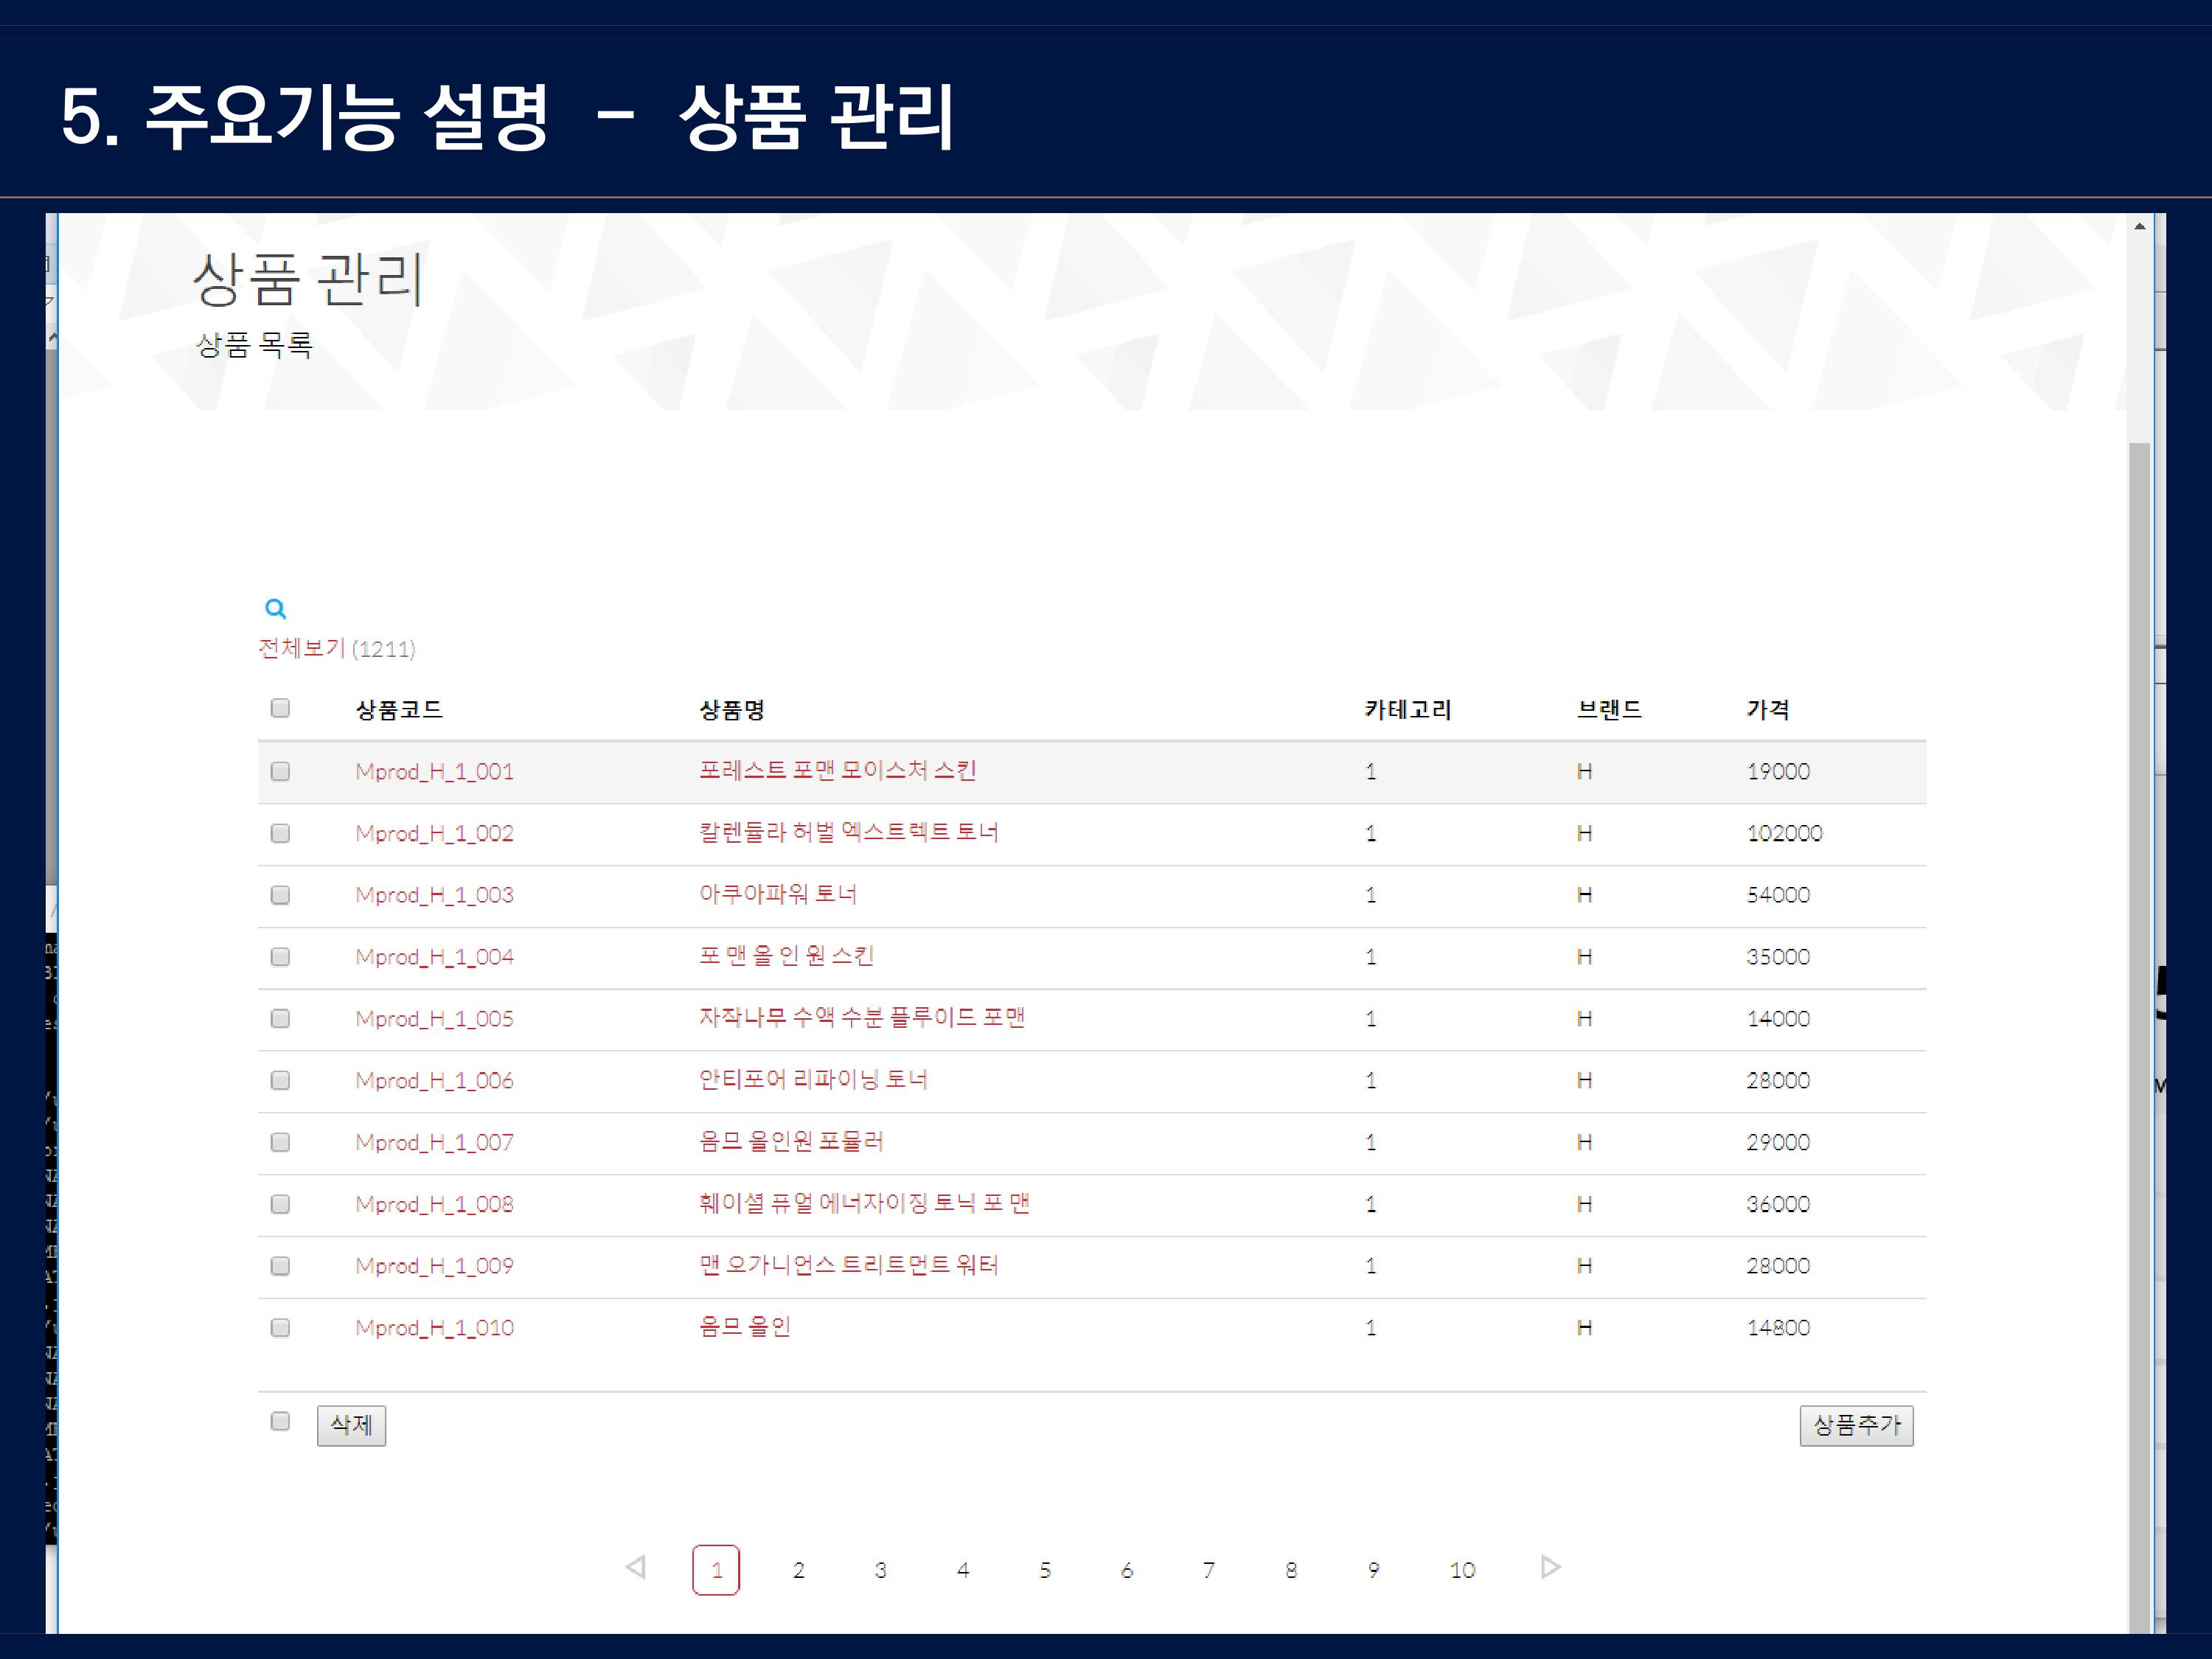 5. 주요기능 설명 - 상품 관리
상품 관리
상품 목록
전체보기 (1211)
상품코드 상품명 카테고리 브랜드 가격
Mprod_H_1_001 포레스트 포맨 모이스처 스킨 1 H 19000
Mprod_H_1_002 칼렌듈라 허벌 엑스트렉트 토너 1 H 102000
Mprod_H_1_003 아쿠아파워 토너 1 H 54000
Mprod_H_1_004 포 맨 올 인 원 스킨 1 H 35000
Mprod_H_1_005 자작나무 수액 수분 플루이드 포맨 1 H 14000
Mprod_H_1_006 안티포어 리파이닝 토너 1 H 28000
Mprod_H_1_007 옴므 올인원 포뮬러 1 H 29000
Mprod_H_1_008 훼이셜 퓨얼 에너자이징 토닉 포 맨 1 H 36000
Mprod_H_1_009 맨 오가니언스 트리트먼트 워터 1 H 28000
Mprod_H_1_010 옴므 올인 1 H 14800
삭제 상품추가
1 2 3 4 5 6 7 8 9 10